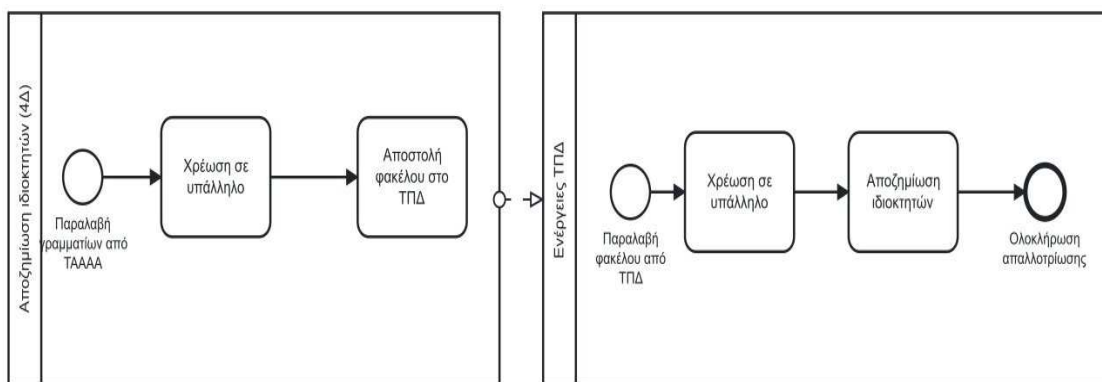 Αποζημίωση ιδιοκτητών (4Δ)
Παραλαβή
γραμματίων από
ΤΑΑΑΑ
Χρέωση σε
υπάλληλο
Αποστολή
φακέλου στο
ΤΠΔ
Ενέργειες ΤΠΔ
Παραλαβή
φακέλου από
ΤΠΔ
Χρέωση σε
υπάλληλο
Αποζημίωση
ιδιοκτητών
Ολοκλήρωση
απαλλοτρίωσης